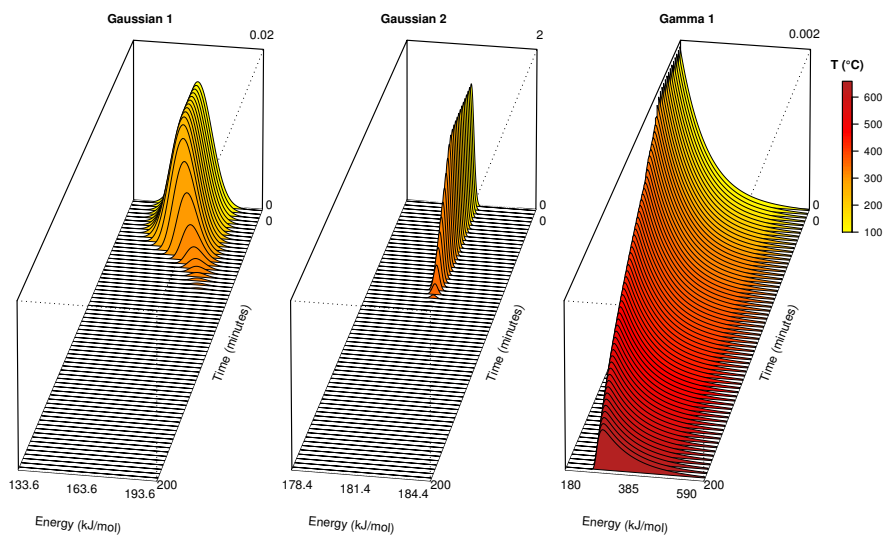 Gaussian 1
Gaussian 2
Gamma 1
0.02
2
0.002
T (°C)
600
500
400
300
200
100
0
0
0
0
0
0
Time (minutes)
Time (minutes)
Time (minutes)
133.6
163.6
193.6
200
178.4
181.4
184.4
200
180
385
590
200
Energy (kJ/mol)
Energy (kJ/mol)
Energy (kJ/mol)